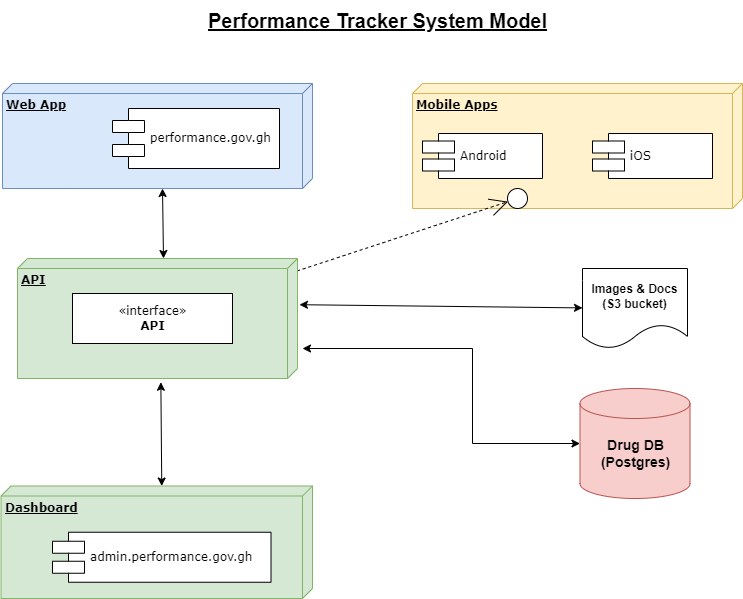 Performance Tracker System Model
Web App
performance.gov.gh
Mobile Apps
Android
iOS
API
«interface»
API
Images & Docs
(S3 bucket)
Drug DB
(Postgres)
Dashboard
admin.performance.gov.gh